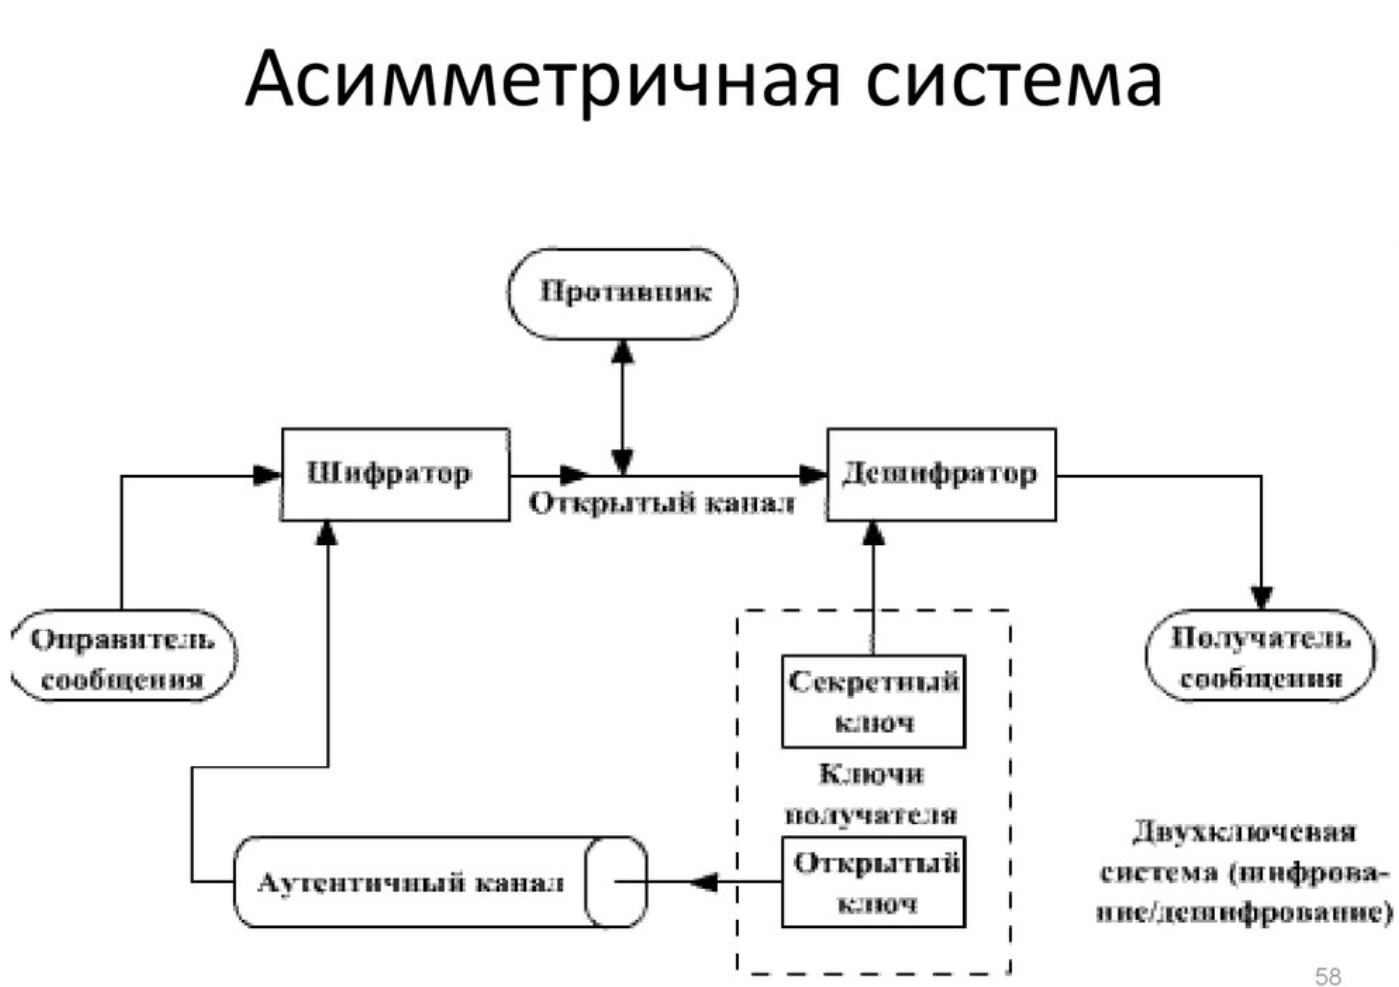 Асимметричная система
Противник
Шифратор
Дешифратор
Открытый канал
Оправитель
сообщения
Получатель
сообщения
Секретный
ключ
Ключи
получателя
Открытый
ключ
Аутентичный канал
Двухключевая
система (шифрова-
ние/дешифрование)
58